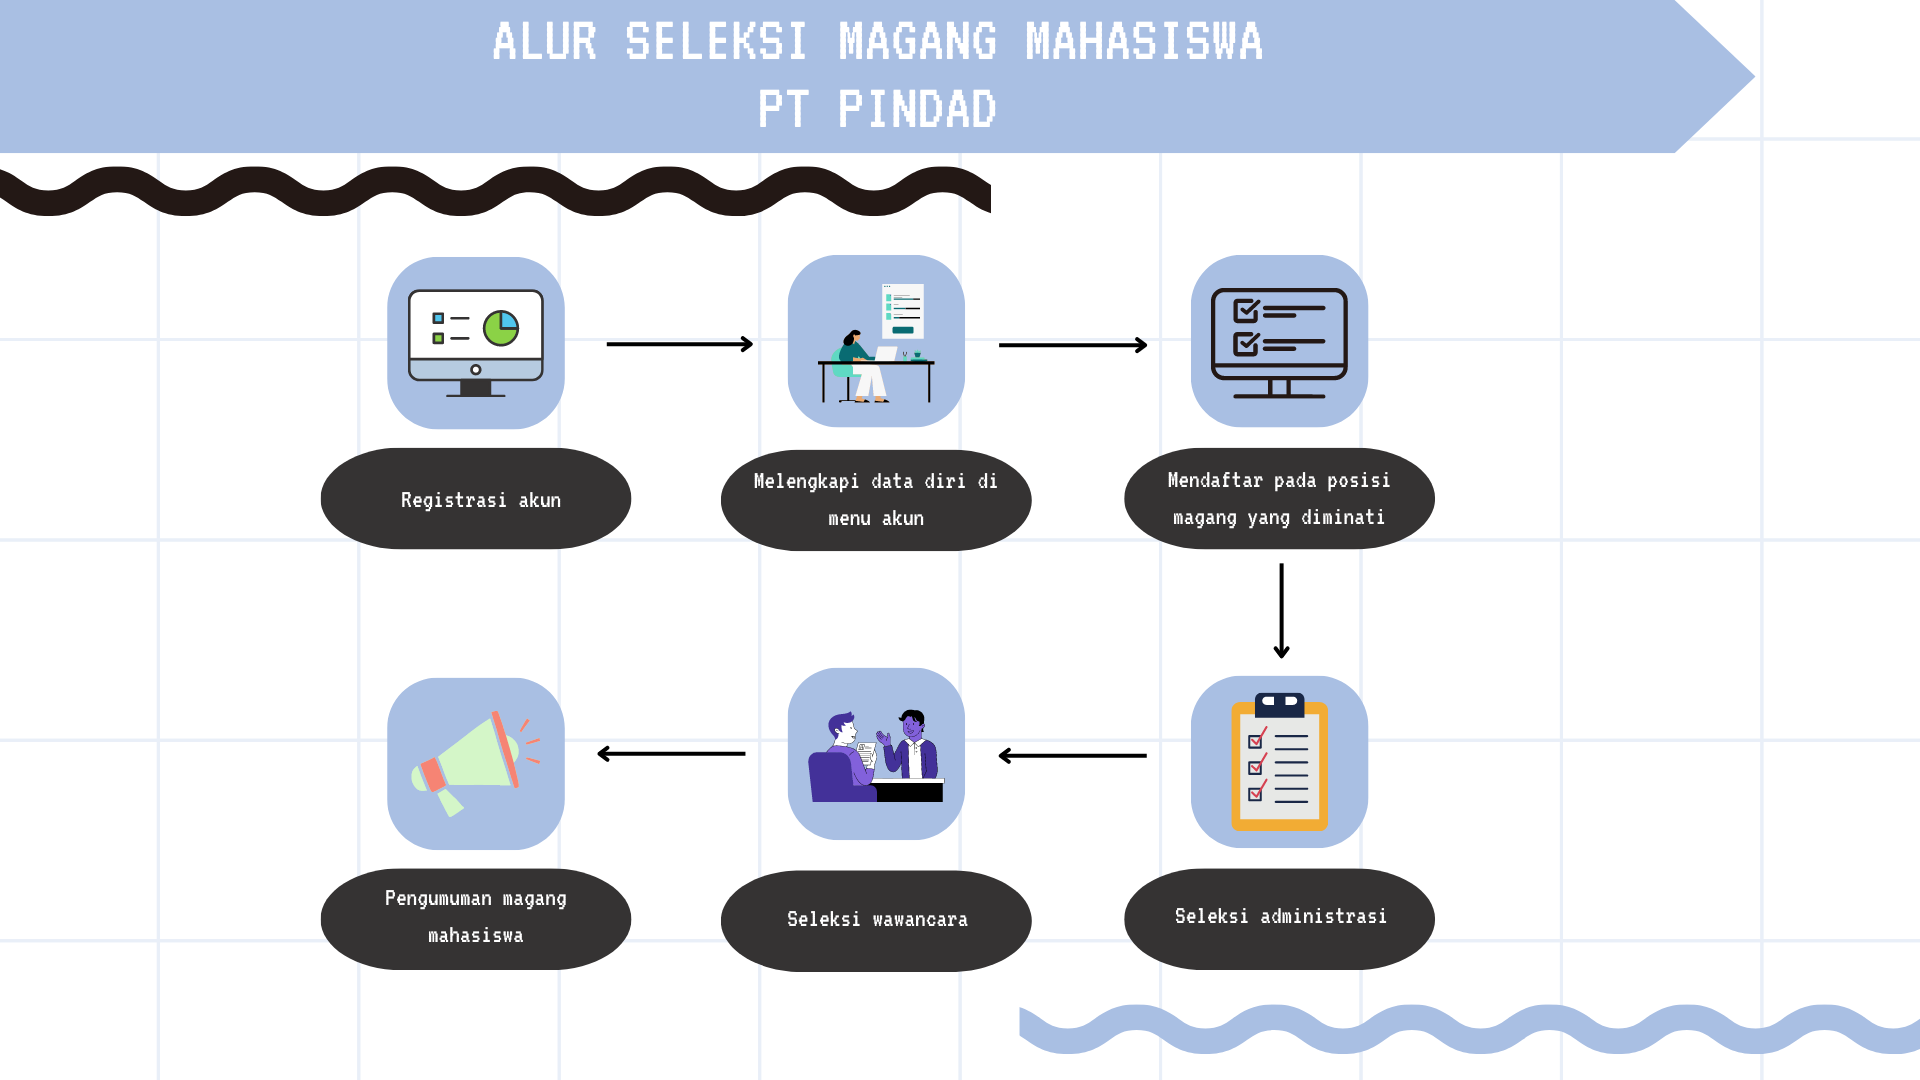 ALUR SELEKSI MAGANG MAHASISWA
PT PINDAD
Registrasi akun
Melengkapi data diri di
menu akun
Mendaftar pada posisi
magang yang diminati
Seleksi administrasi
Seleksi wawancara
Pengumuman magang
mahasiswa